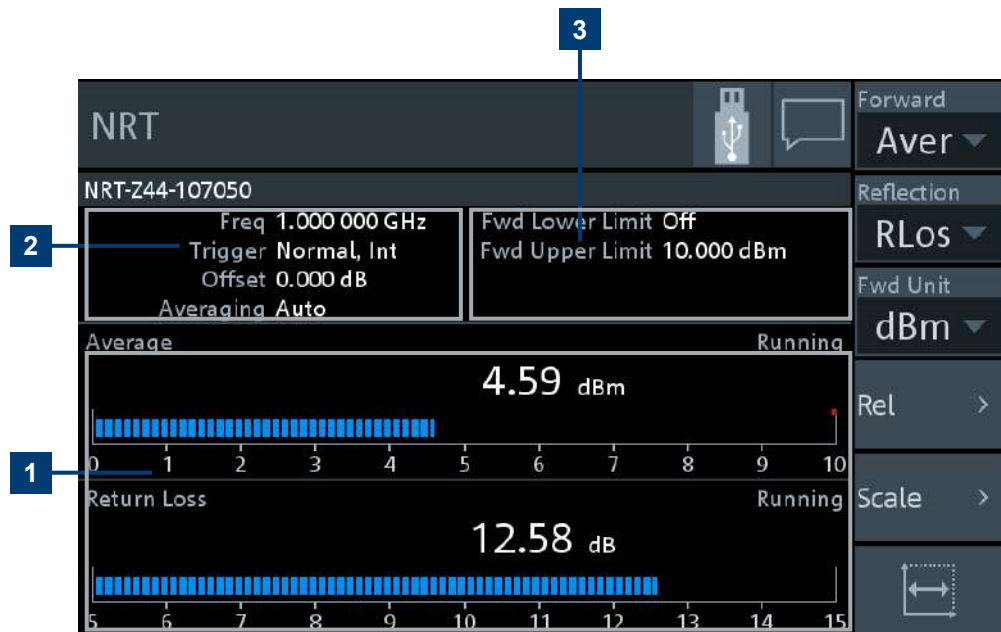 3
NRT
Forward
Aver
NRT-Z44-107050
Reflection
RLos
2
Freq 1.000 000 GHz
Trigger Normal, Int
Offset 0.000 dB
Averaging Auto
Fwd Lower Limit Off
Fwd Upper Limit 10.000 dBm
Fwd Unit
dBm
Average Running
4.59 dBm
Rel >
0 1 2 3 4 5 6 7 8 9 10
1
Return Loss Running
Scale >
12.58 dB
5 6 7 8 9 10 11 12 13 14 15